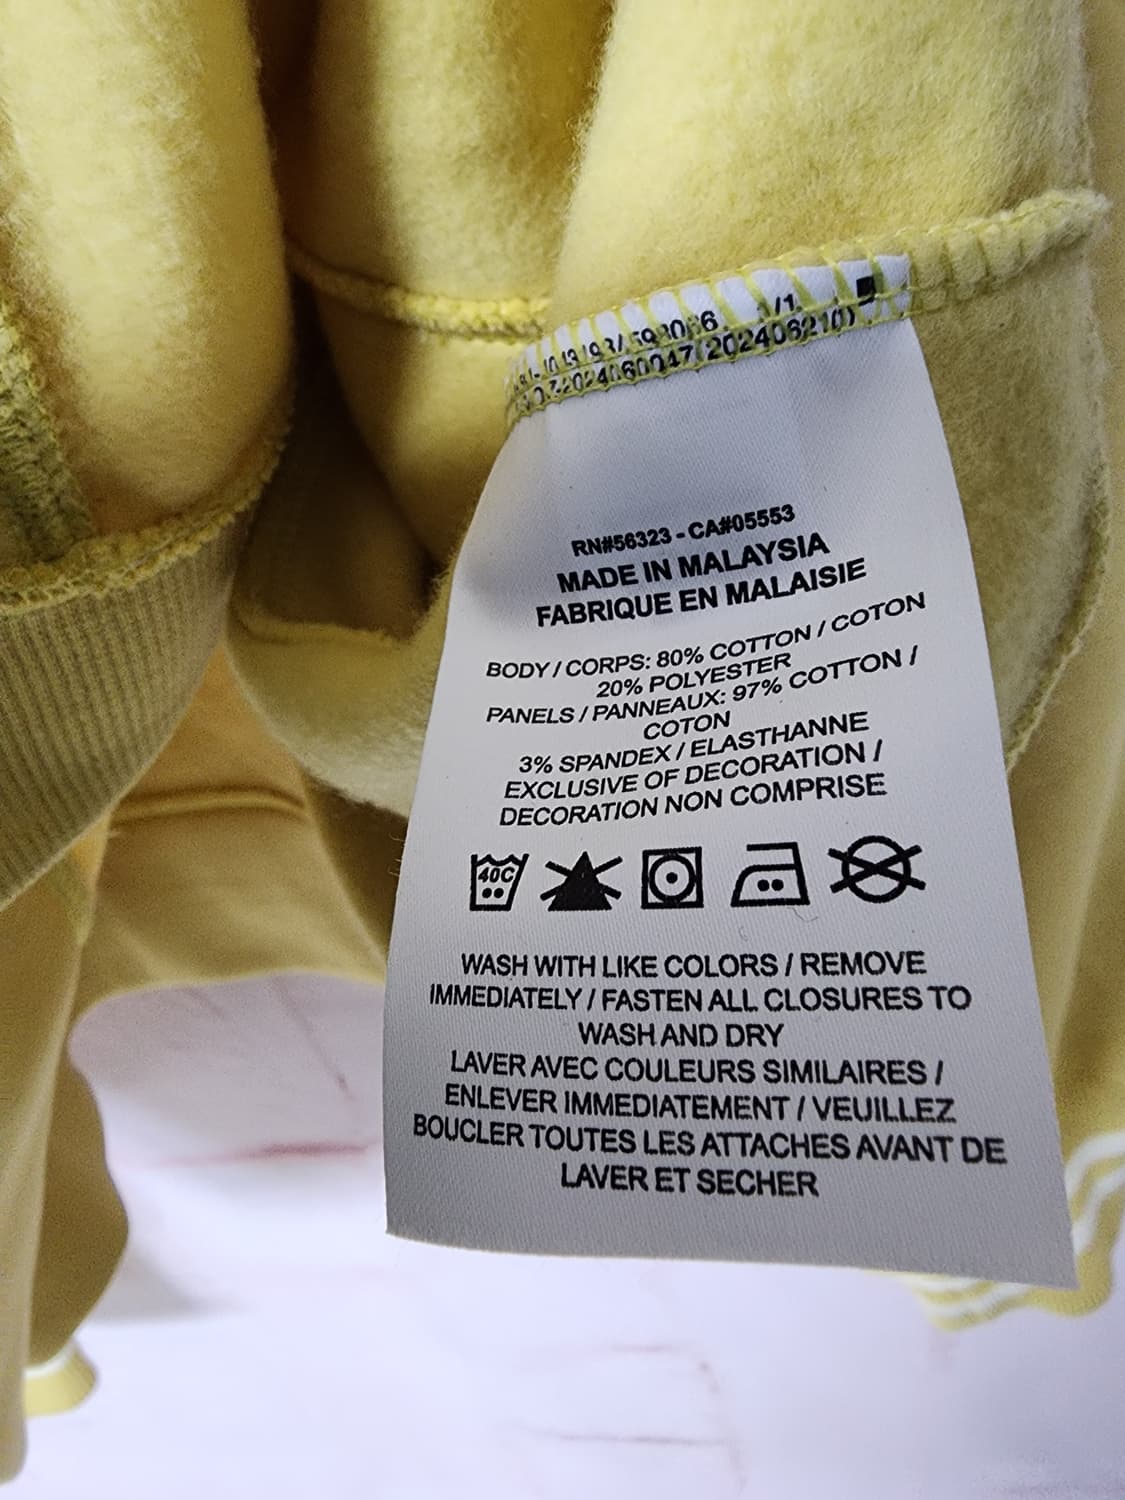 (20240621()
RN#56323 - CA#05553
MADE IN MALAYSIA
FABRIQUE EN MALAISIE
BODY / CORPS: 80% COTTON / COTON
20% POLYESTER
PANELS / PANNEAUX: 97% COTTON /
COTON
3% SPANDEX / ELASTHANNE
EXCLUSIVE OF DECORATION /
DECORATION NON COMPRISE
40C
WASH WITH LIKE COLORS / REMOVE
IMMEDIATELY / FASTEN ALL CLOSURES TO
WASH AND DRY
LAVER AVEC COULEURS SIMILAIRES /
ENLEVER IMMEDIATEMENT / VEUILLEZ
BOUCLER TOUTES LES ATTACHES AVANT DE
LAVER ET SECHER